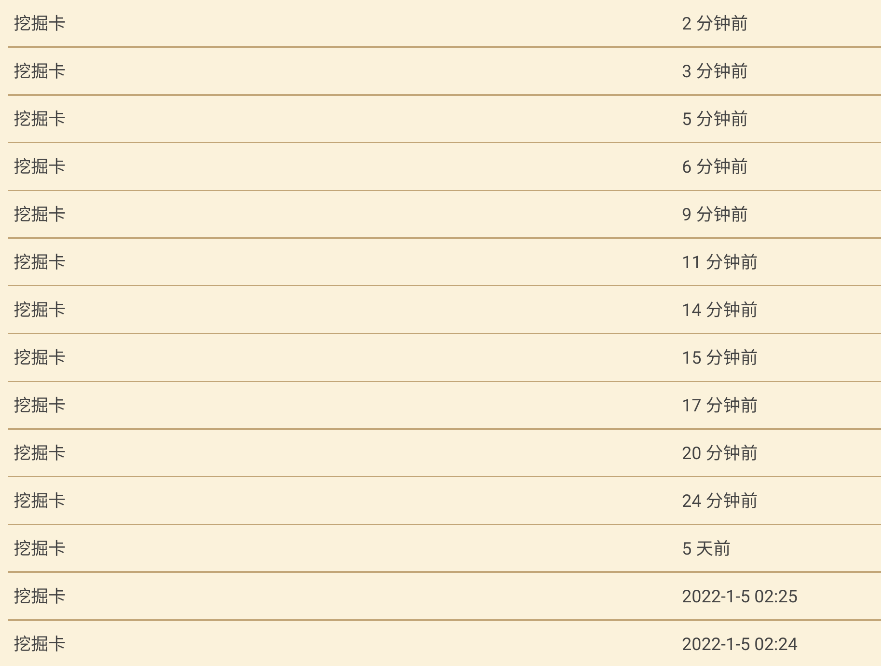 挖掘卡 2 分钟前
挖掘卡 3 分钟前
挖掘卡 5 分钟前
挖掘卡 6 分钟前
挖掘卡 9 分钟前
挖掘卡 11 分钟前
挖掘卡 14 分钟前
挖掘卡 15 分钟前
挖掘卡 17 分钟前
挖掘卡 20 分钟前
挖掘卡 24 分钟前
挖掘卡 5 天前
挖掘卡 2022-1-5 02:25
挖掘卡 2022-1-5 02:24